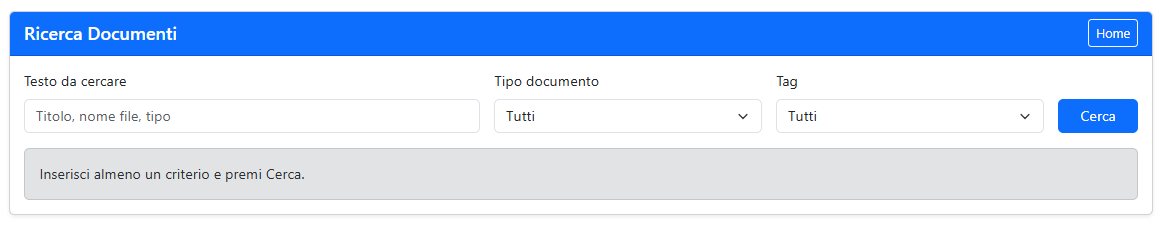 Ricerca Documenti Home
Testo da cercare Tipo documento Tag
Titolo, nome file, tipo Tutti Tutti Cerca
Inserisci almeno un criterio e premi Cerca.